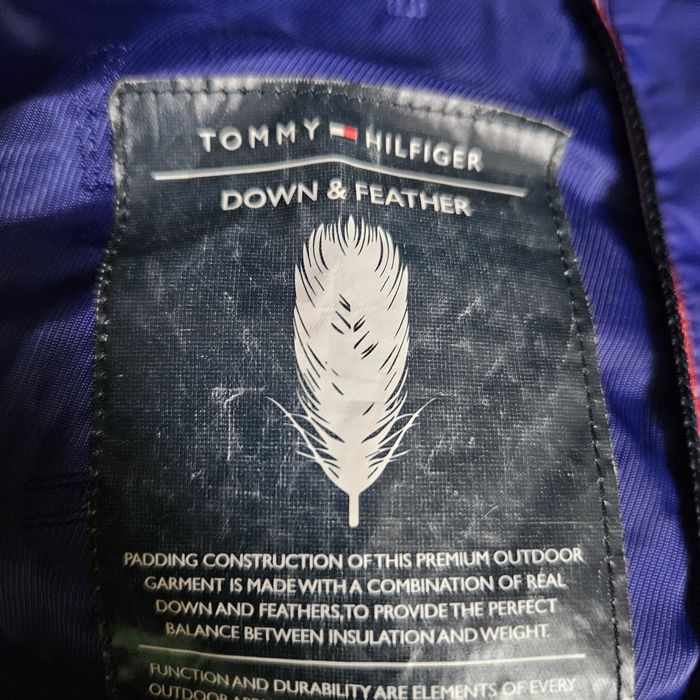 TOMMY HILFIGER
DOWN & FEATHER
PADDING CONSTRUCTION OF THIS PREMIUM OUTDOOR
GARMENT IS MADE WITH A COMBINATION OF REAL
DOWN AND FEATHERS, TO PROVIDE THE PERFECT
BALANCE BETWEEN INSULATION AND WEIGHT.
FUNCTION AND DURABILITY ARE ELEMENTS OF EVERY
OUTDOOR